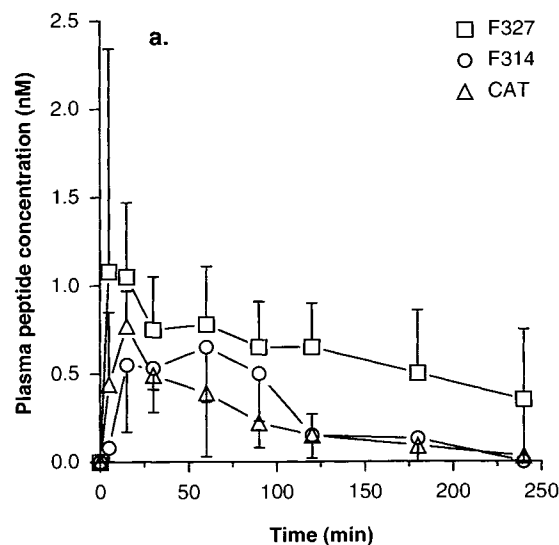 a.
F327
F314
CAT
Plasma peptide concentration (nM)
2.5
2.0
1.5
1.0
0.5
0.0
0 50 100 150 200 250
Time (min)